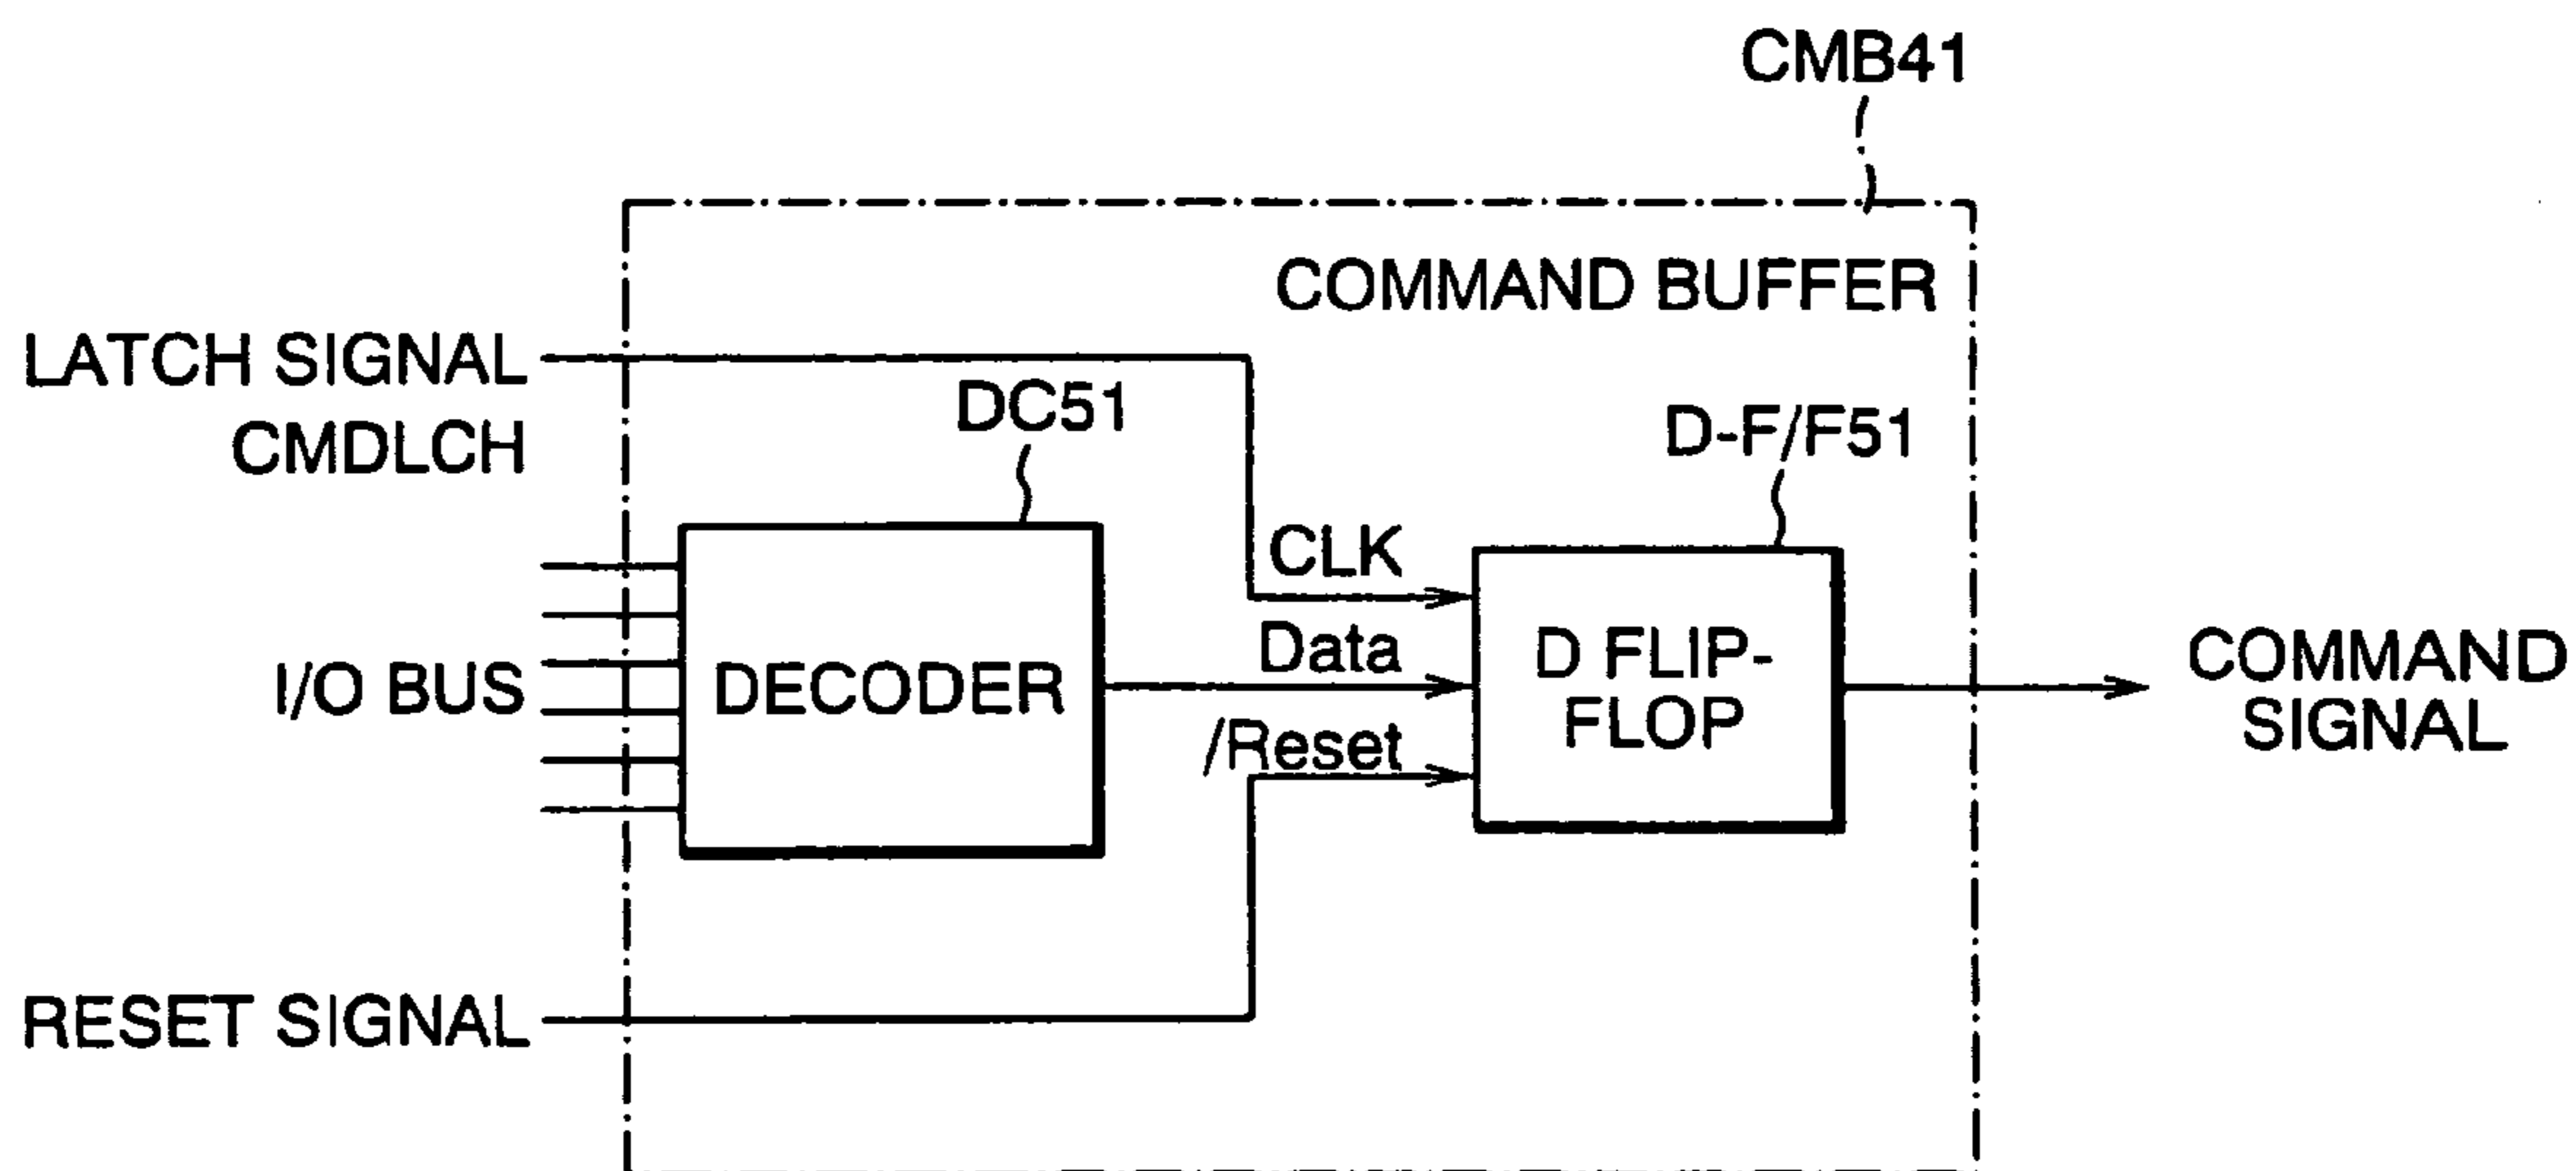 CMB41
COMMAND BUFFER
LATCH SIGNAL
CMDLCH
DC51
D-F/F51
CLK
Data
/Reset
I/O BUS
DECODER
D FLIP-
FLOP
COMMAND
SIGNAL
RESET SIGNAL